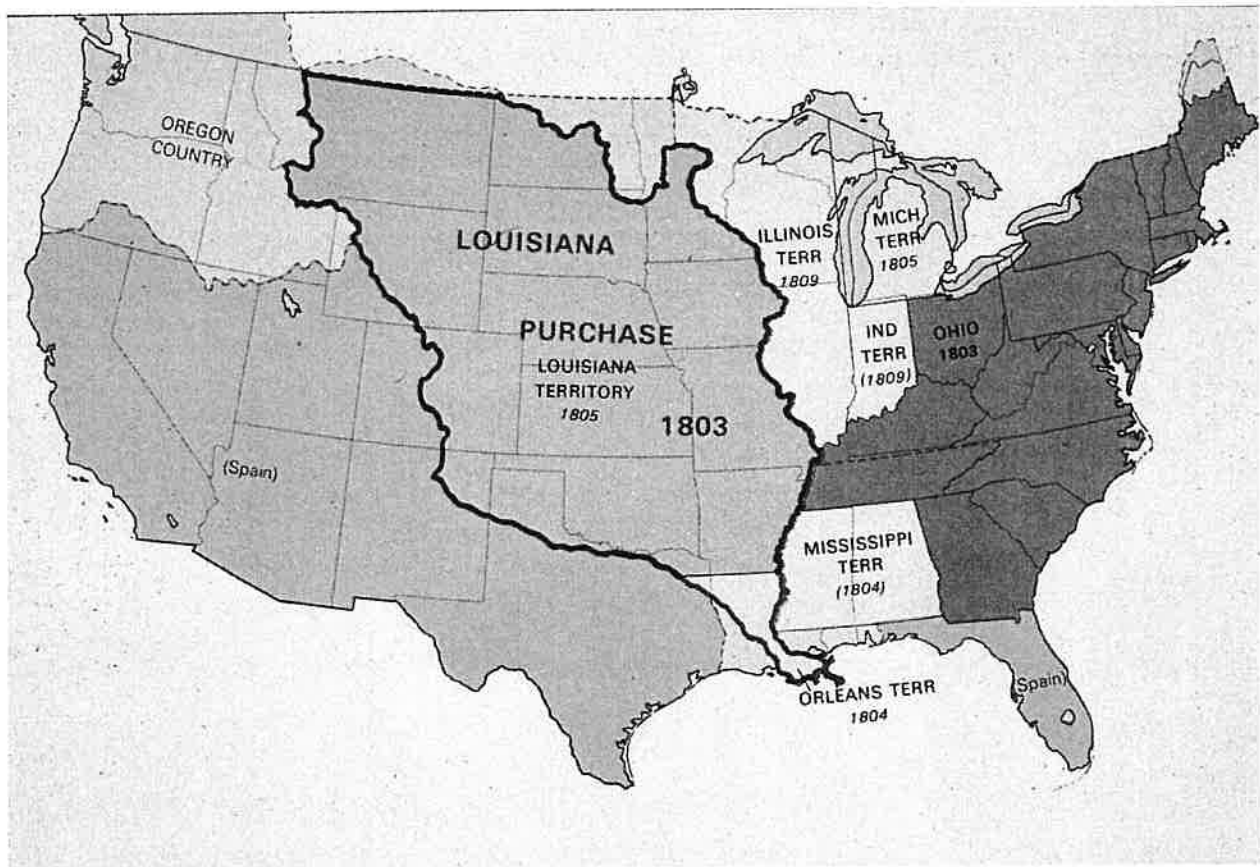 OREGON
COUNTRY
LOUISIANA
PURCHASE
LOUISIANA
TERRITORY
1805
1803
(Spain)
ILLINOIS
TERR
1809
MICH
TERR
1805
IND
TERR
(1809)
OHIO
1803
MISSISSIPPI
TERR
(1804)
ORLEANS TERR
1804
(Spain)